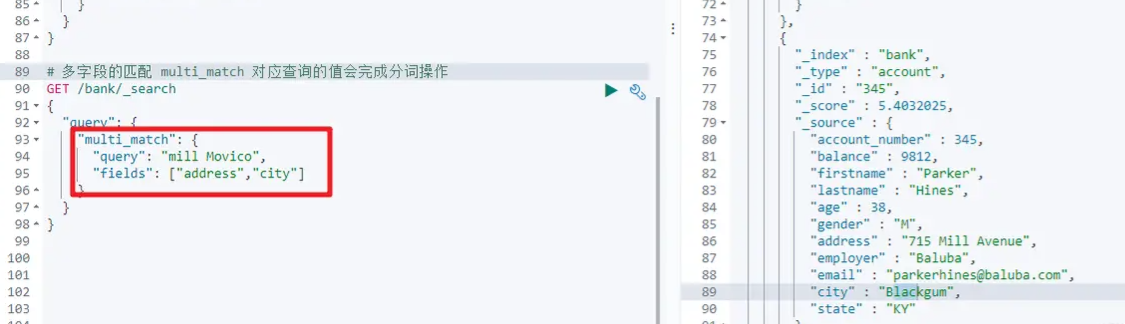 85
}
86
}
87 }
88
89 # 多字段的匹配 multi_match 对应查询的值会完成分词操作
90 GET /bank/_search
91 {
92 "query": {
93 "multi_match": {
94 "query": "mill Movico",
95 "fields": ["address","city"]
96 }
97 }
98 }
99
100
101
102
103
72 }
73 },
74 {
75 "_index" : "bank",
76 "_type" : "account",
77 "_id" : "345",
78 "_score" : 5.4032025,
79 "_source" : {
80 "account_number" : 345,
81 "balance" : 9812,
82 "firstname" : "Parker",
83 "lastname" : "Hines",
84 "age" : 38,
85 "gender" : "M",
86 "address" : "715 Mill Avenue",
87 "employer" : "Baluba",
88 "email" : "parkerhines@baluba.com",
89 "city" : "Blackgum",
90 "state" : "KY"